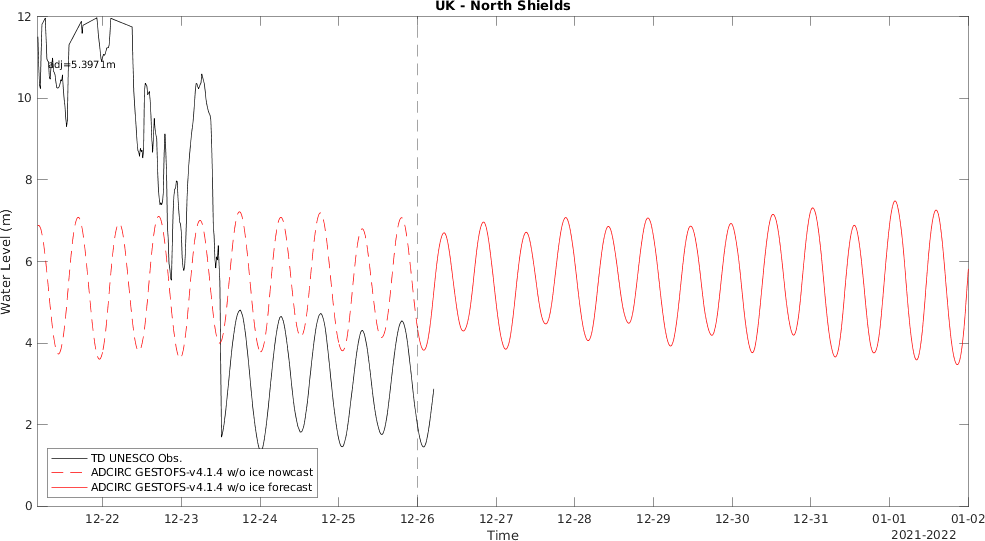 UK - North Shields
12
adj=5.3971m
10
8
6
4
2
0
Water Level (m)
TD UNESCO Obs.
ADCIRC GESTOFS-v4.1.4 w/o ice nowcast
ADCIRC GESTOFS-v4.1.4 w/o ice forecast
12-22 12-23 12-24 12-25 12-26 12-27 12-28 12-29 12-30 12-31 01-01 01-02
Time
2021-2022